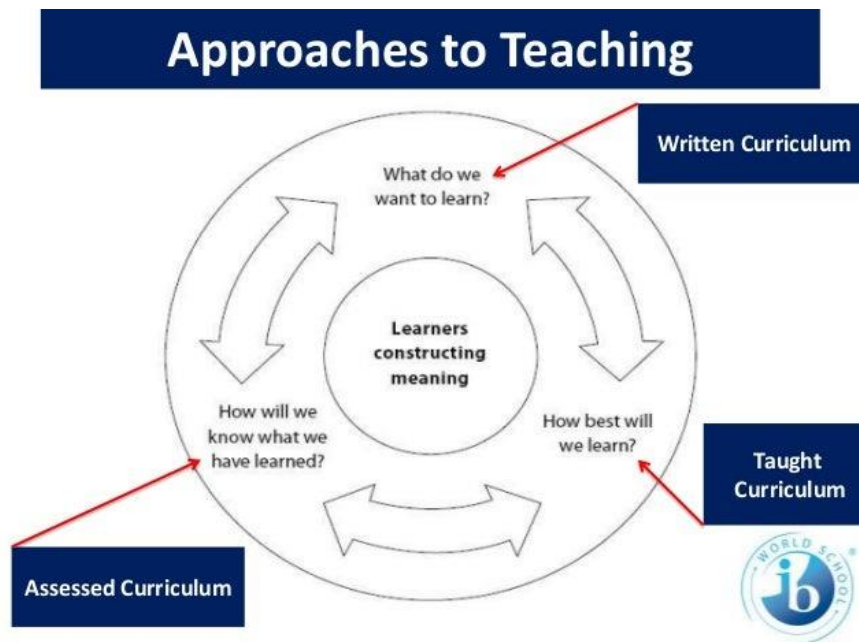 Approaches to Teaching
Written Curriculum
What do we
want to learn?
Learners
constructing
meaning
How will we
know what we
have learned?
How best will
we learn?
Taught
Curriculum
Assessed Curriculum
WORLD SCHOOL
ib
®